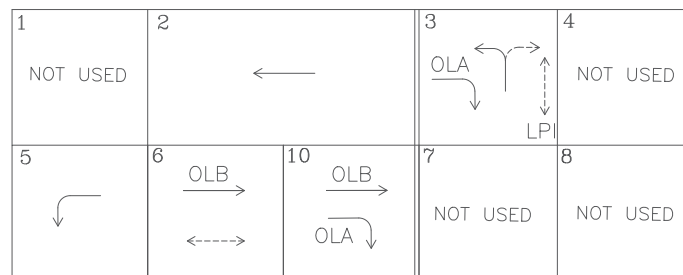 1
2
3
4
NOT USED
OLA
LPI
NOT USED
5
6
10
7
8
OLB
OLB
OLA
NOT USED
NOT USED